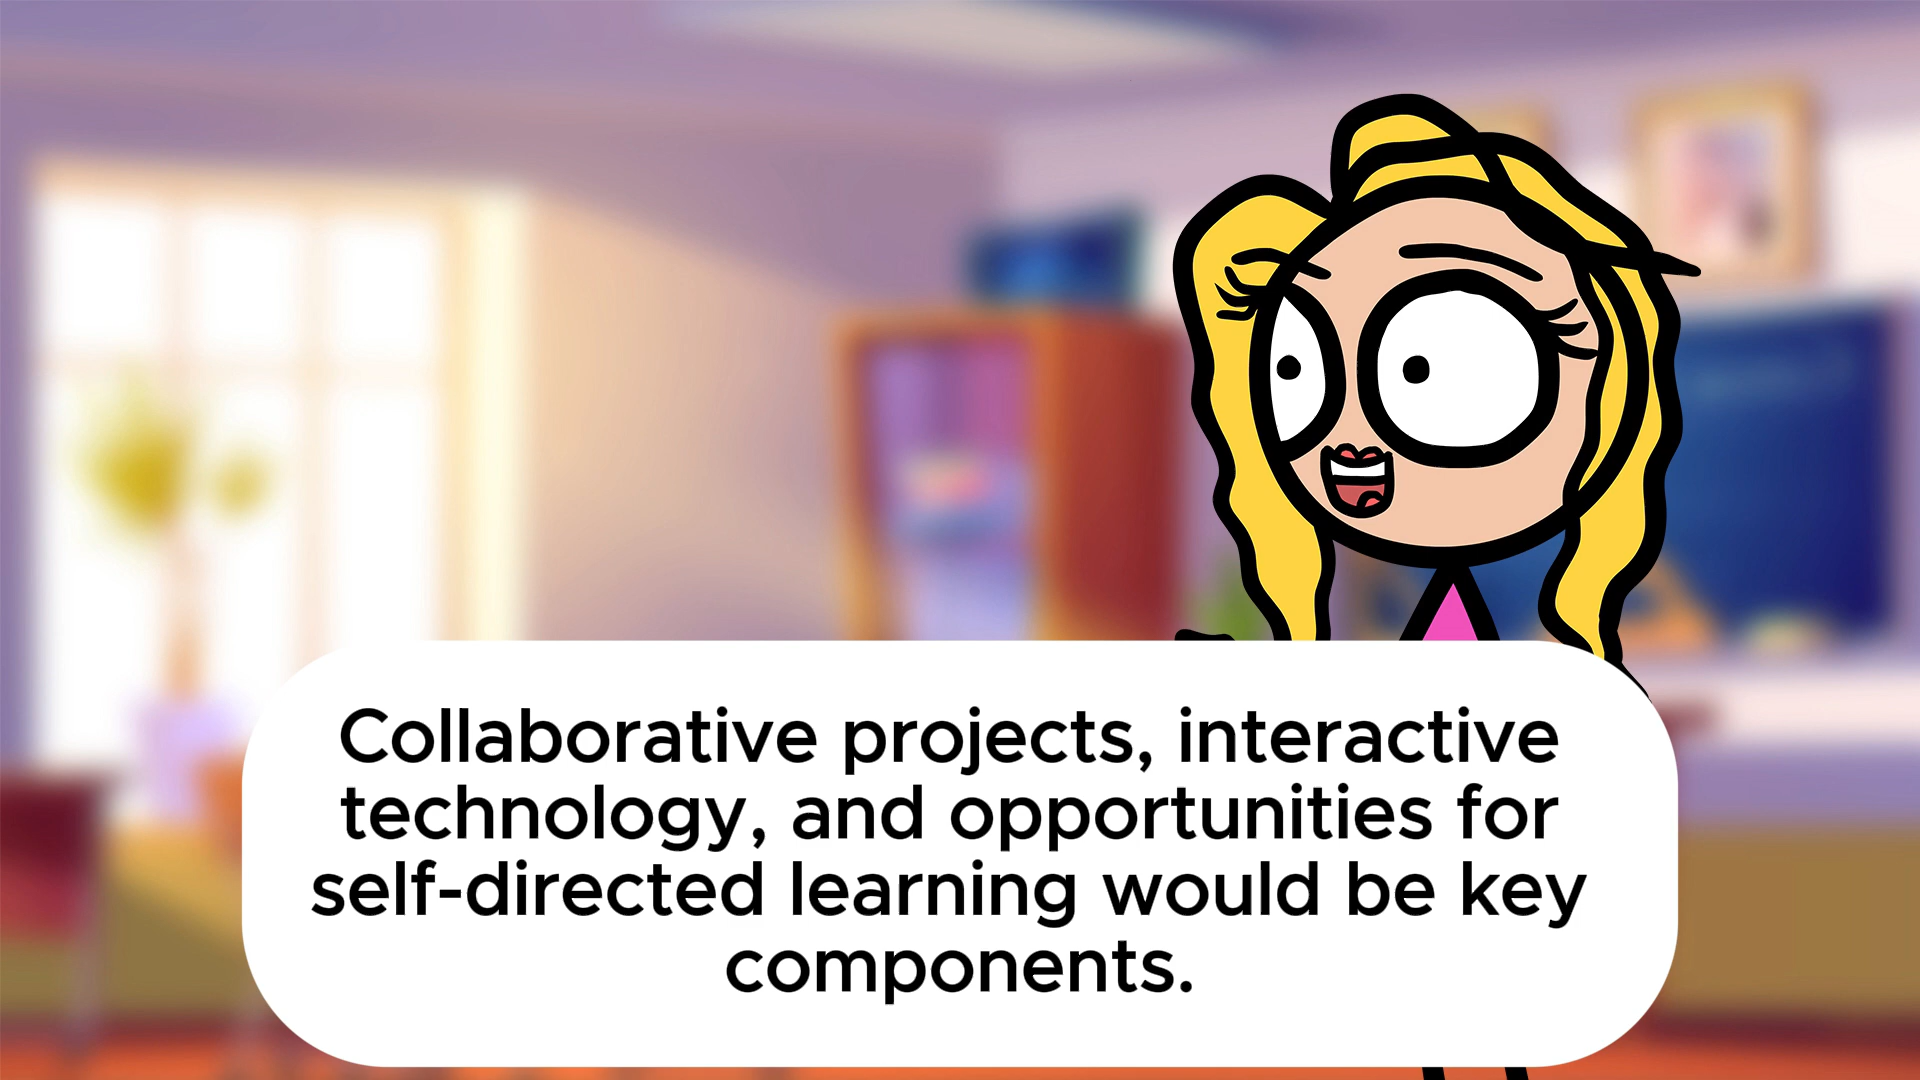 Collaborative projects, interactive
technology, and opportunities for
self-directed learning would be key
components.